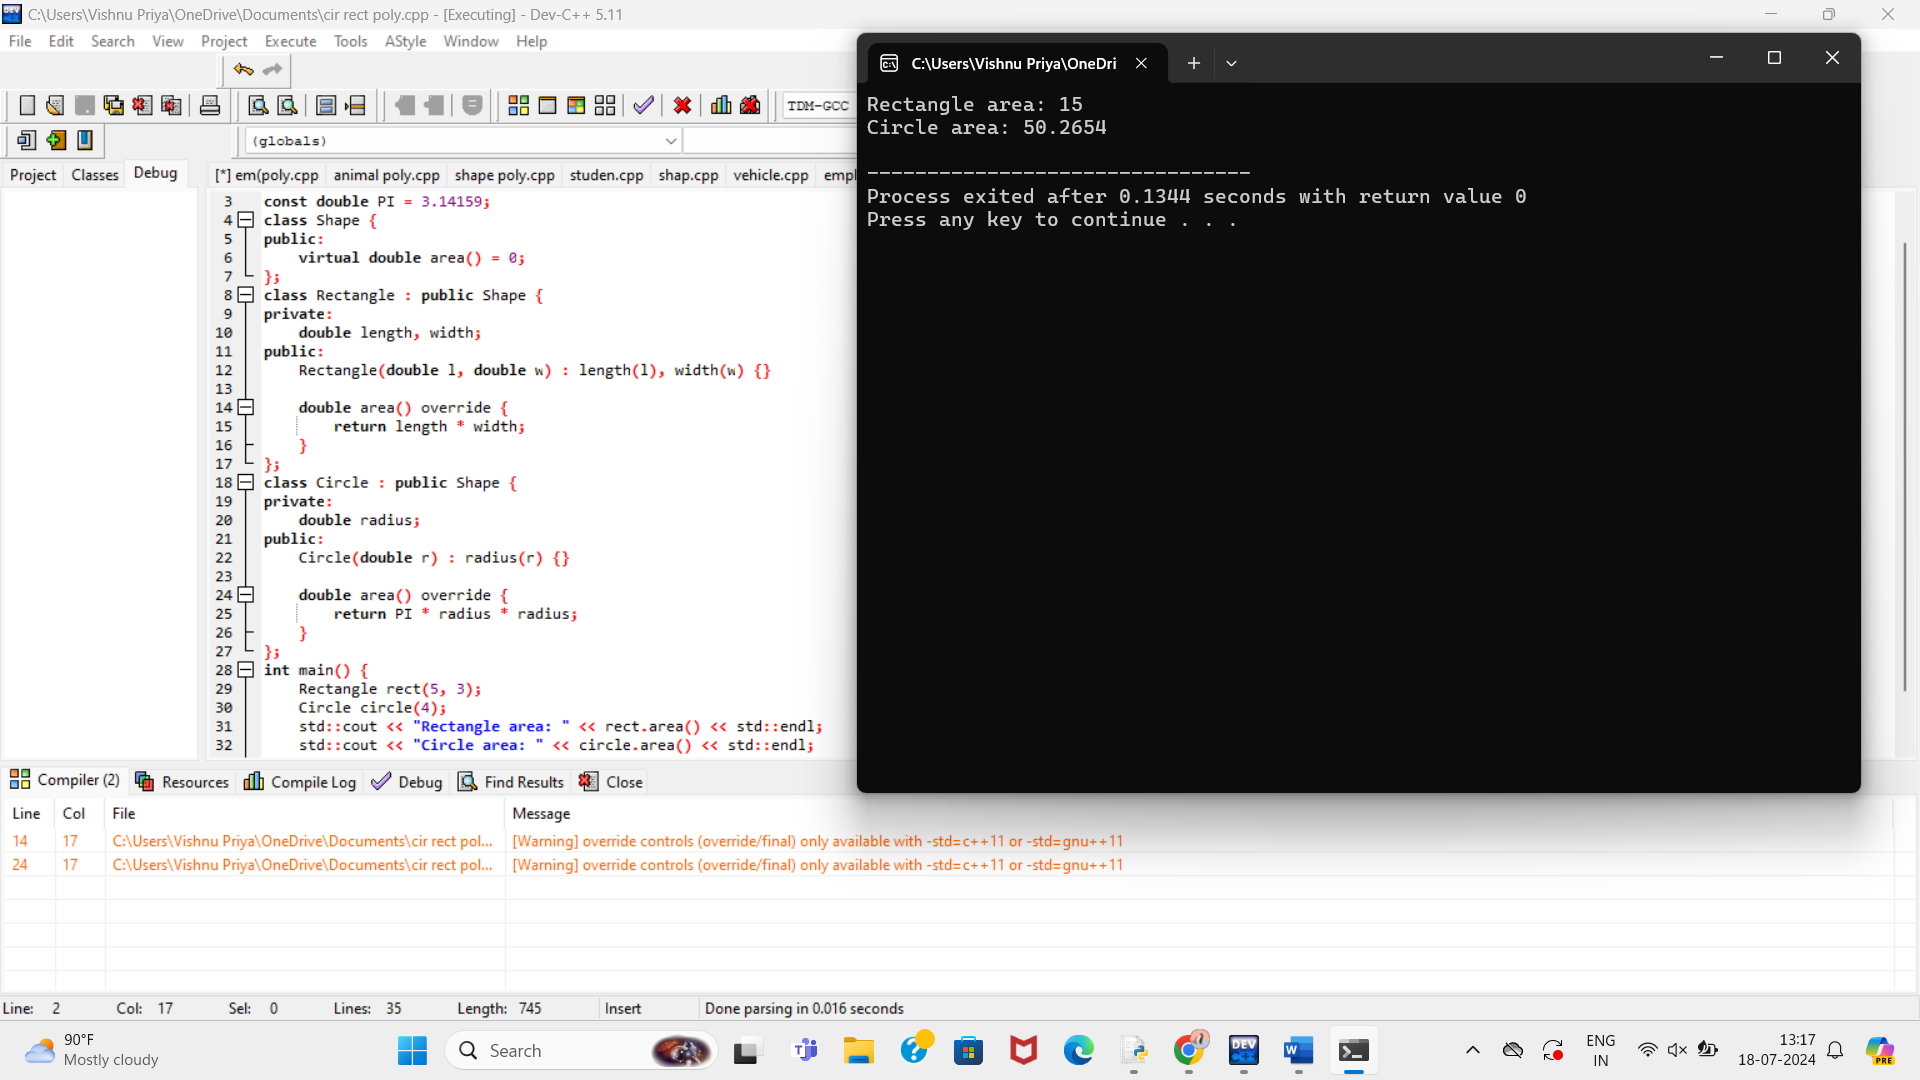 C:\Users\Vishnu Priya\OneDrive\Documents\cir rect poly.cpp - [Executing] - Dev-C++ 5.11
File Edit Search View Project Execute Tools AStyle Window Help
TDM-GCC
(globals)
Project Classes Debug
[*] em(poly.cpp animal poly.cpp shape poly.cpp studen.cpp shap.cpp vehicle.cpp empl
3 const double PI = 3.14159;
4 class Shape {
5 public:
6 virtual double area() = 0;
7 };
8 class Rectangle : public Shape {
9 private:
10 double length, width;
11 public:
12 Rectangle(double l, double w) : length(l), width(w) {}
13
14 double area() override {
15 return length * width;
16 }
17 };
18 class Circle : public Shape {
19 private:
20 double radius;
21 public:
22 Circle(double r) : radius(r) {}
23
24 double area() override {
25 return PI * radius * radius;
26 }
27 };
28 int main() {
29 Rectangle rect(5, 3);
30 Circle circle(4);
31 std::cout << "Rectangle area: " << rect.area() << std::endl;
32 std::cout << "Circle area: " << circle.area() << std::endl;
C:\Users\Vishnu Priya\OneDri
Rectangle area: 15
Circle area: 50.2654
--------------------------------
Process exited after 0.1344 seconds with return value 0
Press any key to continue . . .
Compiler (2) Resources Compile Log Debug Find Results Close
Line Col File Message
14 17 C:\Users\Vishnu Priya\OneDrive\Documents\cir rect pol... [Warning] override controls (override/final) only available with -std=c++11 or -std=gnu++11
24 17 C:\Users\Vishnu Priya\OneDrive\Documents\cir rect pol... [Warning] override controls (override/final) only available with -std=c++11 or -std=gnu++11
Line: 2 Col: 17 Sel: 0 Lines: 35 Length: 745 Insert Done parsing in 0.016 seconds
90°F
Mostly cloudy
Search
DEV
W
ENG
IN
13:17
18-07-2024
PRE